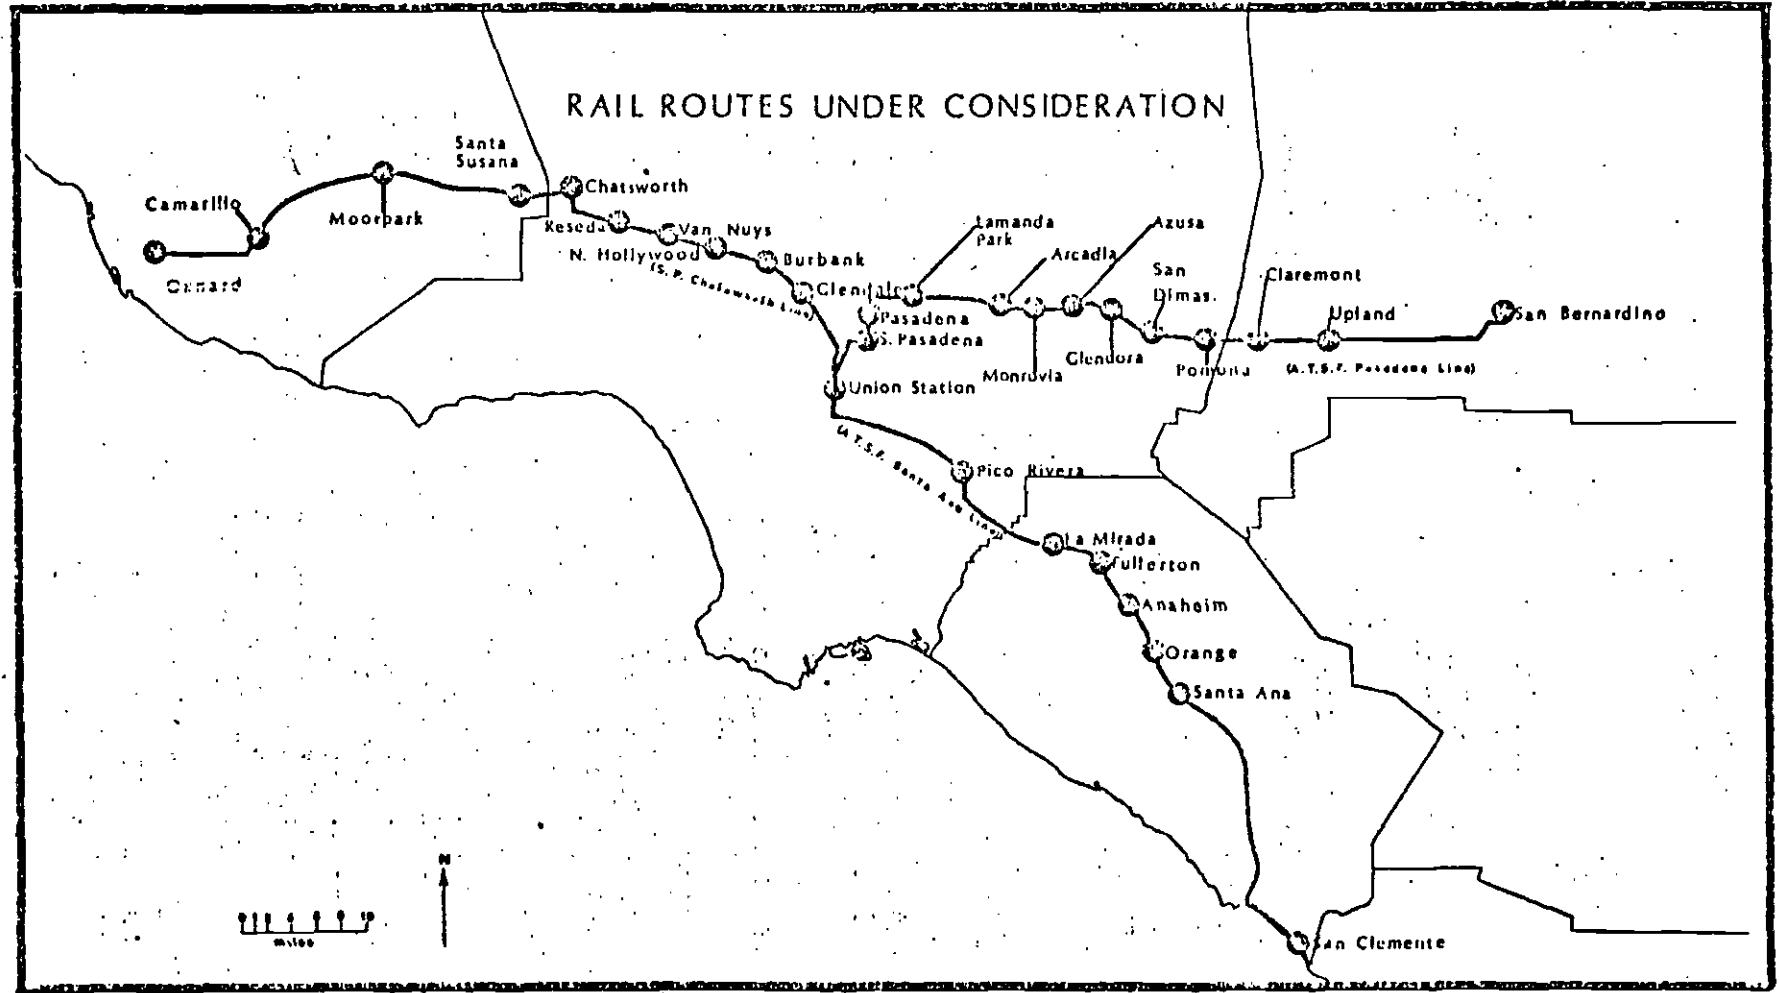 RAIL ROUTES UNDER CONSIDERATION
Santa
Susana
Chatsworth
Camarillo
Moorpark
Oxnard
Reseda
Van Nuys
N. Hollywood
Burbank
(S. P. Chatsworth Line)
Glendale
Lamanda
Park
Azusa
Arcadia
San
Dimas.
Claremont
Pasadena
S. Pasadena
Upland
San Bernardino
Glendora
Monrovia
Pomona
(A.T.S.F. Pasadena Line)
Union Station
(A.T.S.F. Santa Ana Line)
Pico Rivera
La Mirada
Fullerton
Anaheim
Orange
Santa Ana
N
miles
San Clemente